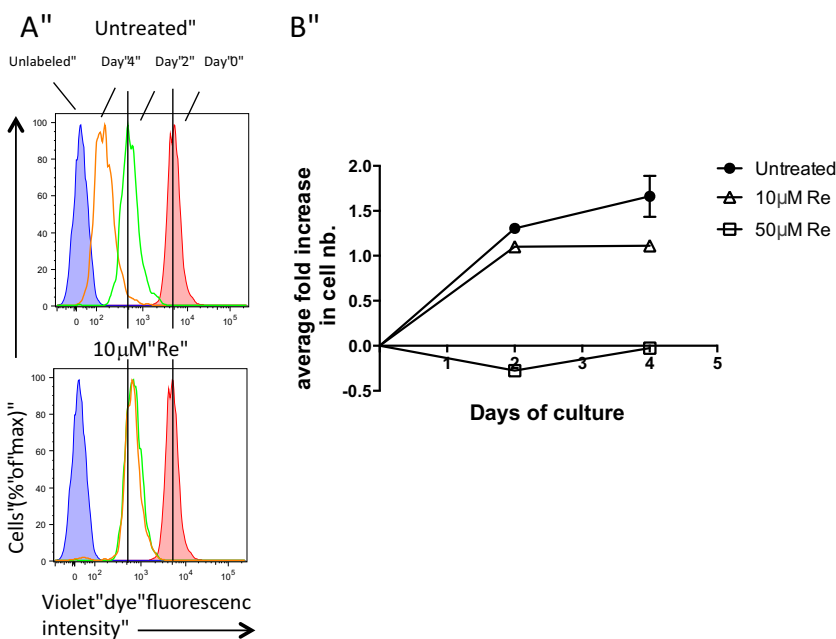 A"
Untreated"
Unlabeled" Day"4" Day"2" Day"0"
100
80
60
40
20
0
0 10² 10³ 10⁴ 10⁵
10µM"Re"
100
80
60
40
20
0
0 10² 10³ 10⁴ 10⁵
Cells"(%"of"max)"
Violet"dye"fluorescenc
intensity"
B"
2.0
1.5
1.0
0.5
0.0
-0.5
1 2 3 4 5
average fold increase
in cell nb.
Days of culture
Untreated
10µM Re
50µM Re